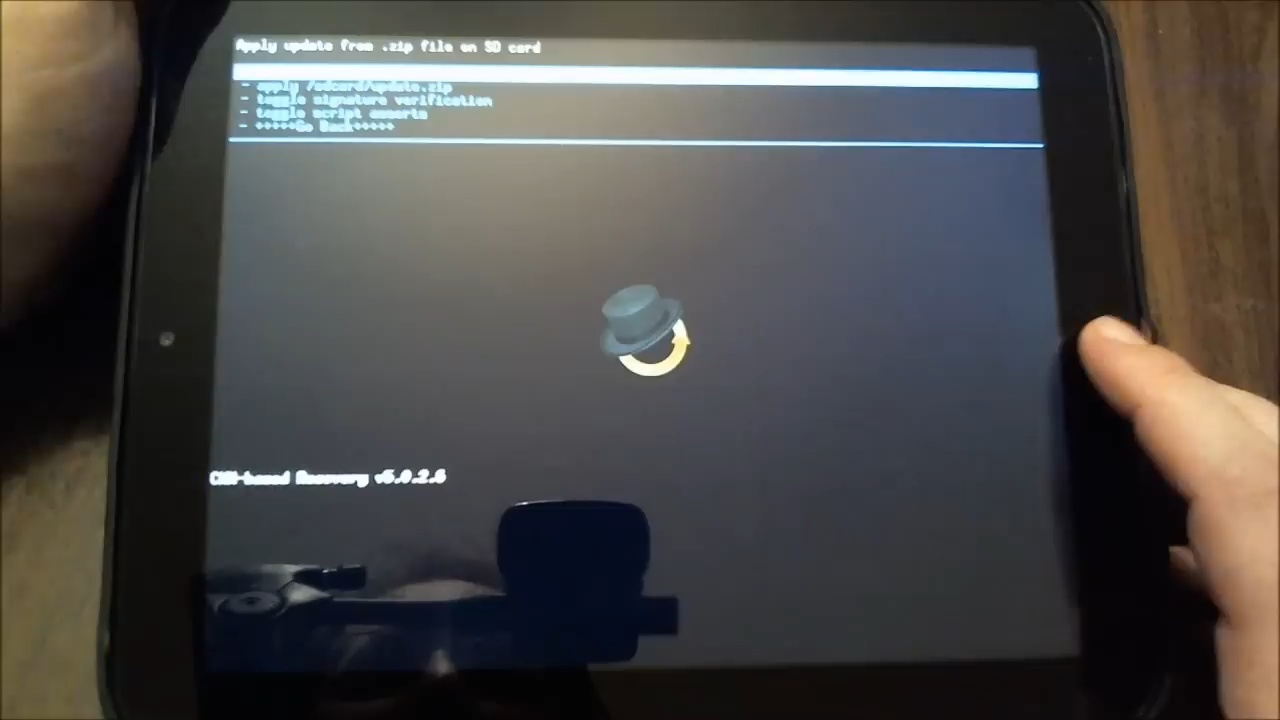 Apply update from .zip file on SD card
- apply /sdcard/update.zip
- toggle signature verification
- toggle script asserts
- +++++Go Back+++++
CWM-based Recovery v5.0.2.6